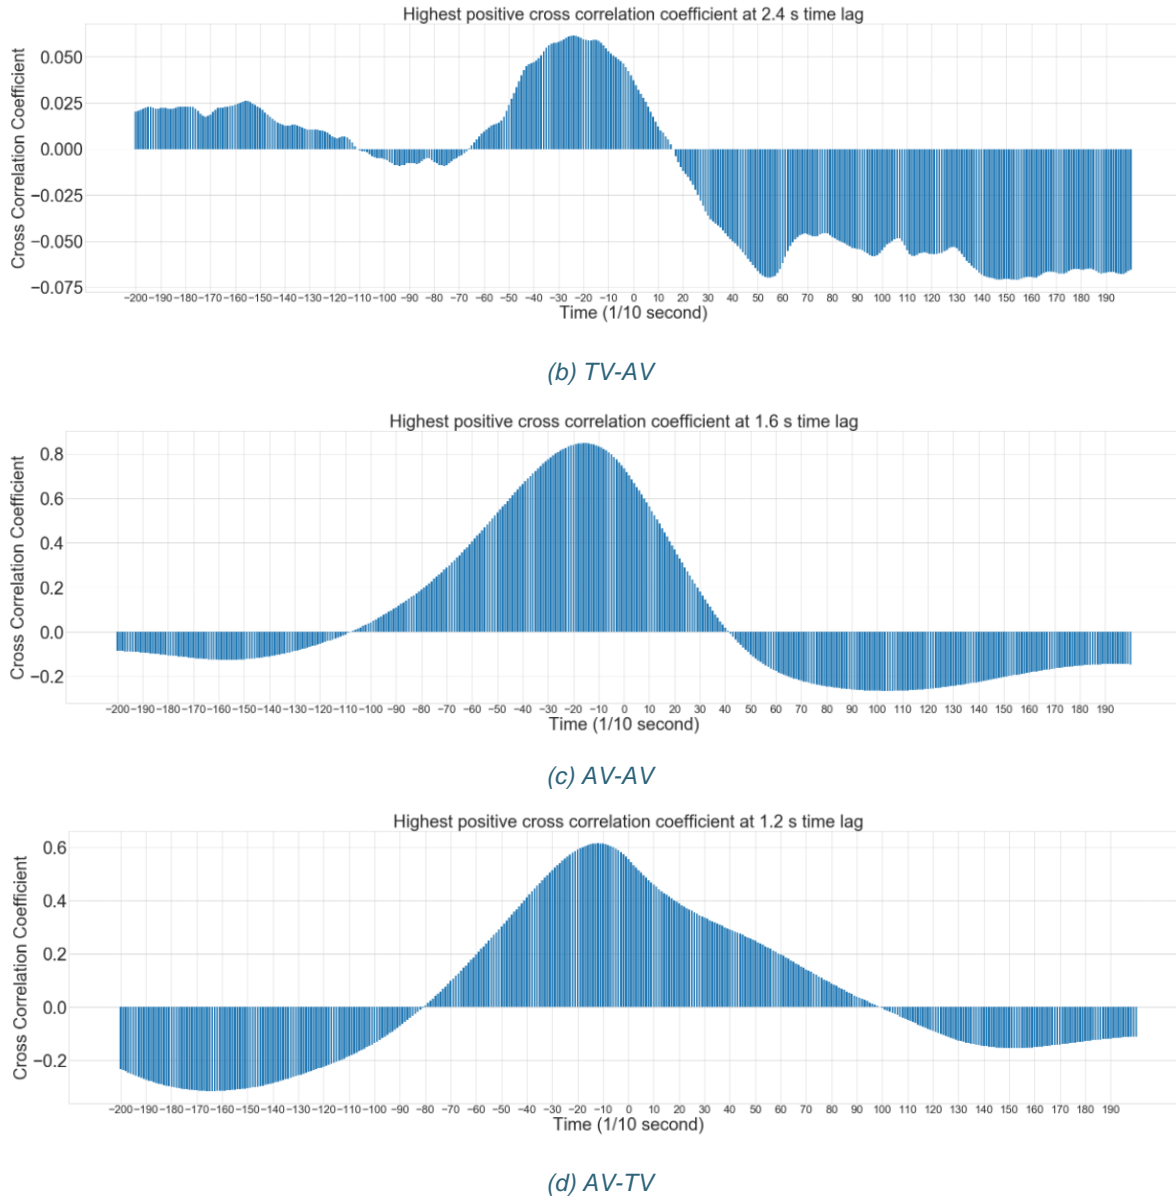 Highest positive cross correlation coefficient at 2.4 s time lag
Cross Correlation Coefficient
0.050
0.025
0.000
−0.025
−0.050
−0.075
−200−190−180−170−160−150−140−130−120−110−100 −90 −80 −70 −60 −50 −40 −30 −20 −10 0 10 20 30 40 50 60 70 80 90 100 110 120 130 140 150 160 170 180 190
Time (1/10 second)
(b) TV-AV
Highest positive cross correlation coefficient at 1.6 s time lag
Cross Correlation Coefficient
0.8
0.6
0.4
0.2
0.0
−0.2
−200−190−180−170−160−150−140−130−120−110−100 −90 −80 −70 −60 −50 −40 −30 −20 −10 0 10 20 30 40 50 60 70 80 90 100 110 120 130 140 150 160 170 180 190
Time (1/10 second)
(c) AV-AV
Highest positive cross correlation coefficient at 1.2 s time lag
Cross Correlation Coefficient
0.6
0.4
0.2
0.0
−0.2
−200−190−180−170−160−150−140−130−120−110−100 −90 −80 −70 −60 −50 −40 −30 −20 −10 0 10 20 30 40 50 60 70 80 90 100 110 120 130 140 150 160 170 180 190
Time (1/10 second)
(d) AV-TV